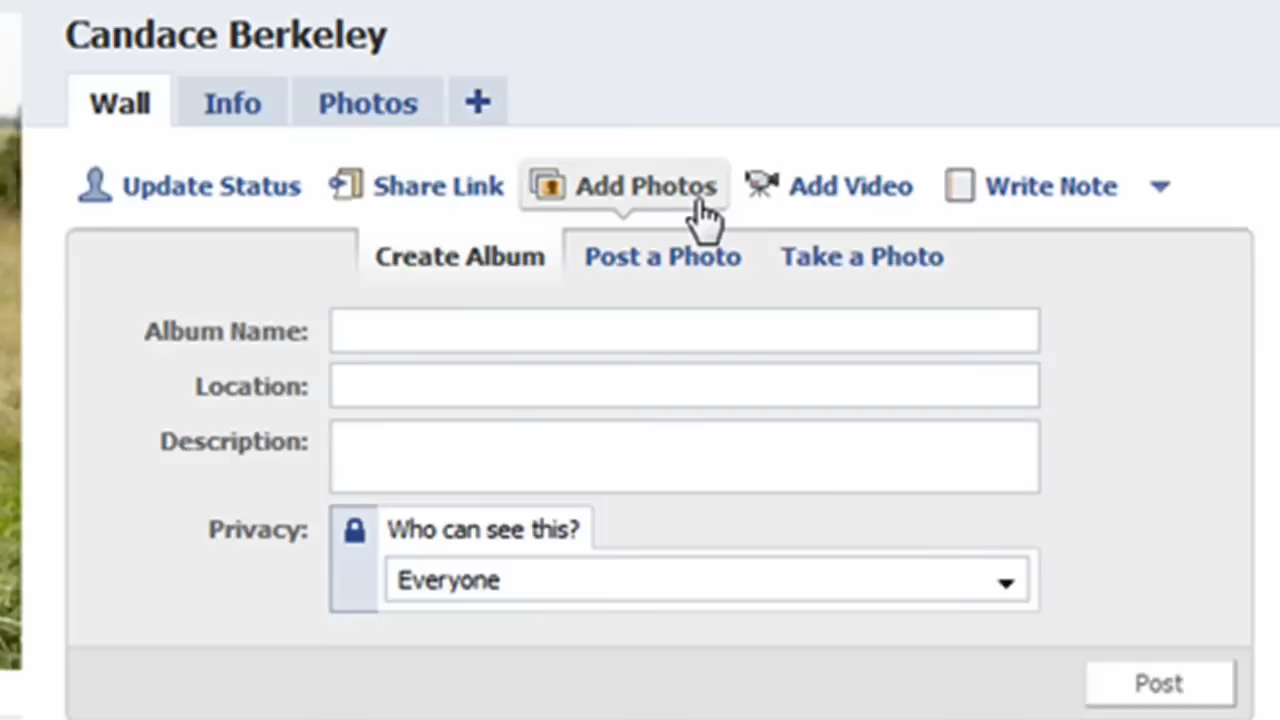 Candace Berkeley
Wall Info Photos +
Update Status Share Link Add Photos Add Video Write Note
Create Album Post a Photo Take a Photo
Album Name:
Location:
Description:
Privacy: Who can see this?
Everyone
Post